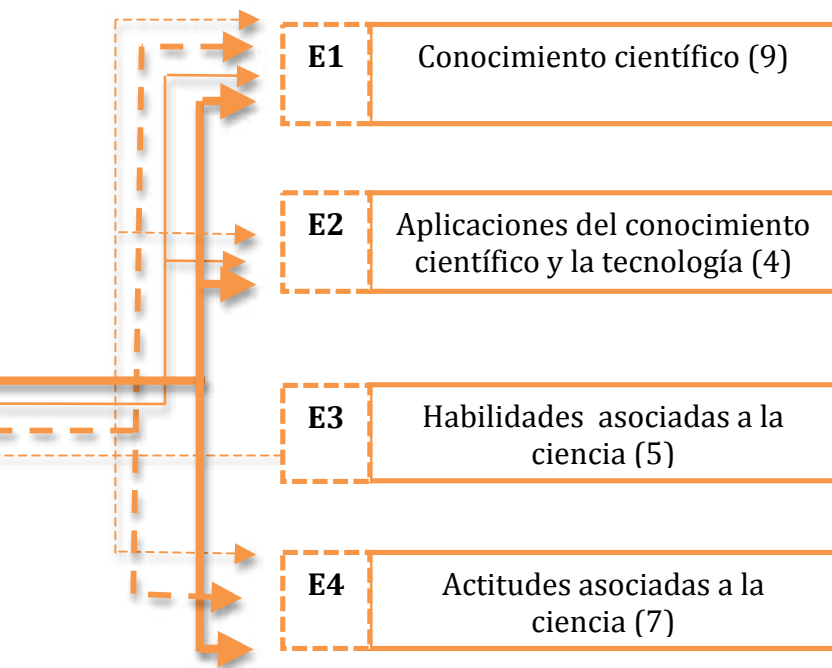 E1 Conocimiento científico (9)
E2 Aplicaciones del conocimiento
científico y la tecnología (4)
E3 Habilidades asociadas a la
ciencia (5)
E4 Actitudes asociadas a la
ciencia (7)